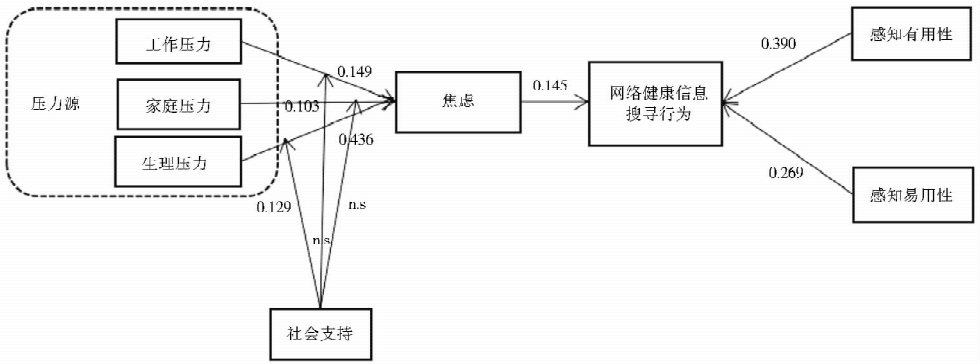 压力源
工作压力
家庭压力
生理压力
0.149
0.103
0.436
焦虑
0.145
网络健康信息
搜寻行为
0.390
感知有用性
0.269
感知易用性
0.129
n.s
n.s
社会支持